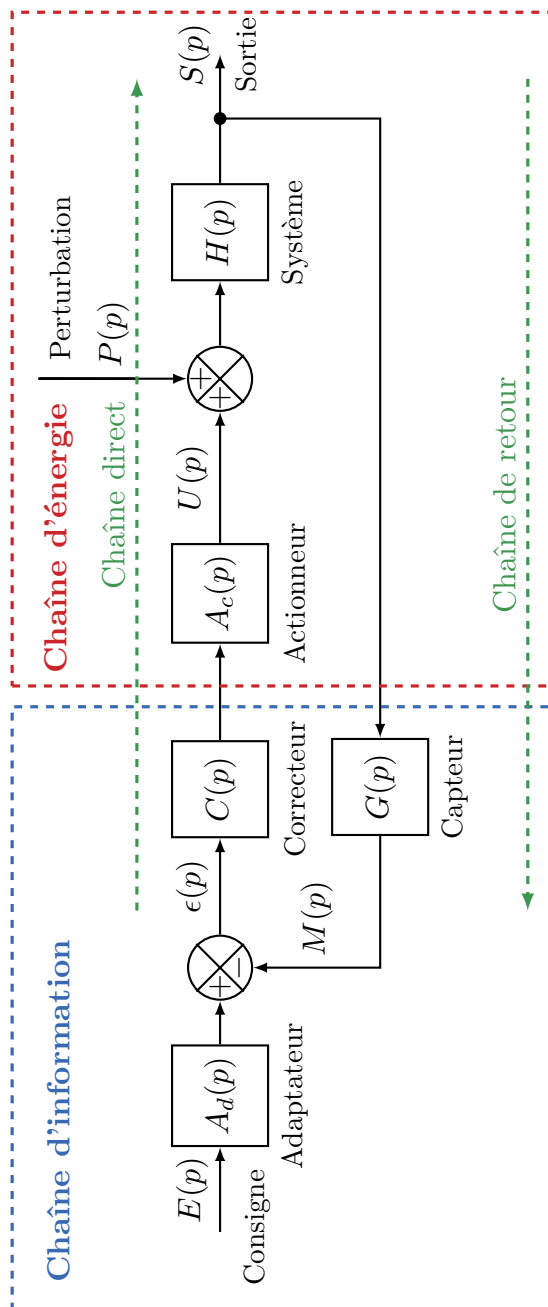 Chaîne d'information
Chaîne d'énergie
Perturbation
P(p)
Chaîne direct
E(p)
Consigne
A_d(p)
Adaptateur
+
−
ϵ(p)
C(p)
Correcteur
A_c(p)
Actionneur
U(p)
+
+
H(p)
Système
S(p)
Sortie
M(p)
G(p)
Capteur
Chaîne de retour